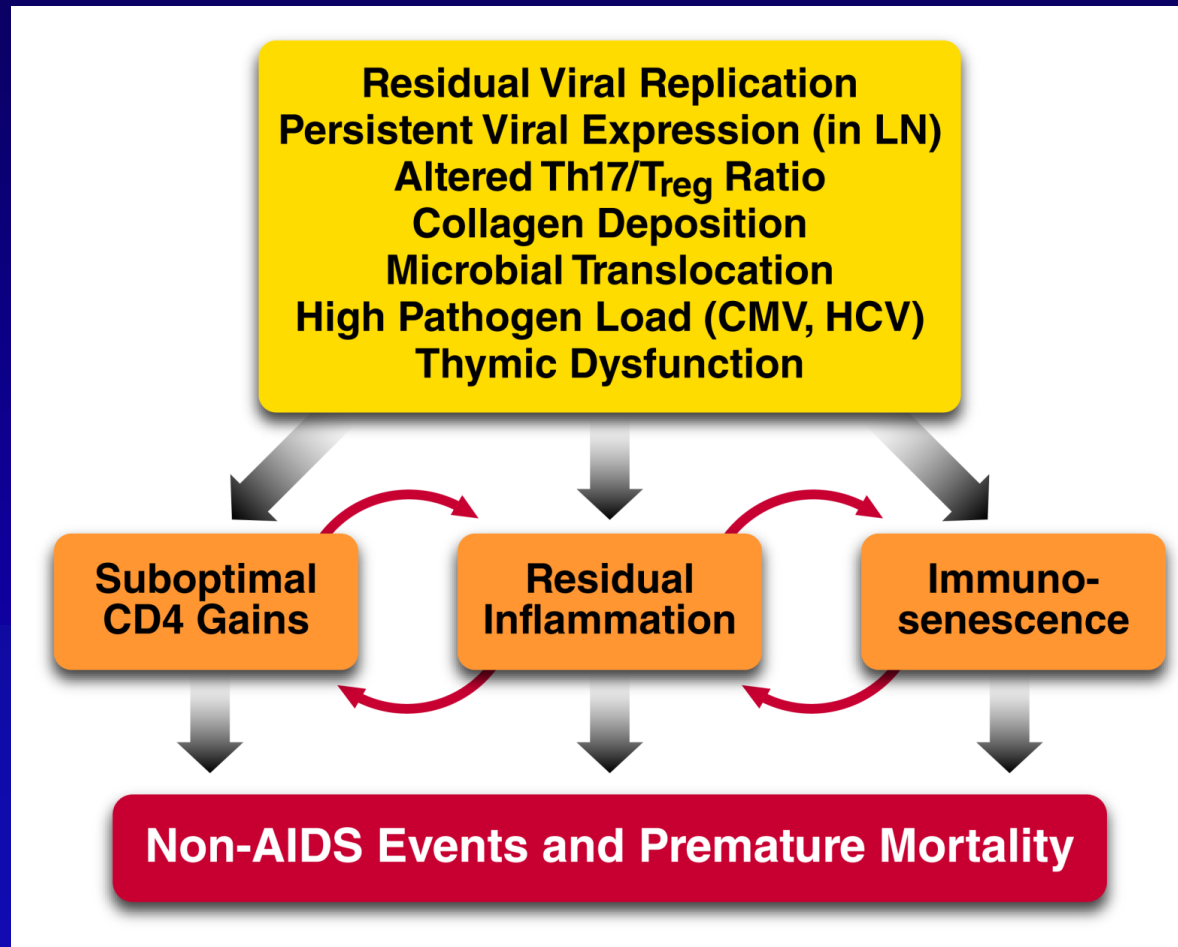 Residual Viral Replication
Persistent Viral Expression (in LN)
Altered Th17/Treg Ratio
Collagen Deposition
Microbial Translocation
High Pathogen Load (CMV, HCV)
Thymic Dysfunction
Suboptimal
CD4 Gains
Residual
Inflammation
Immuno-
senescence
Non-AIDS Events and Premature Mortality